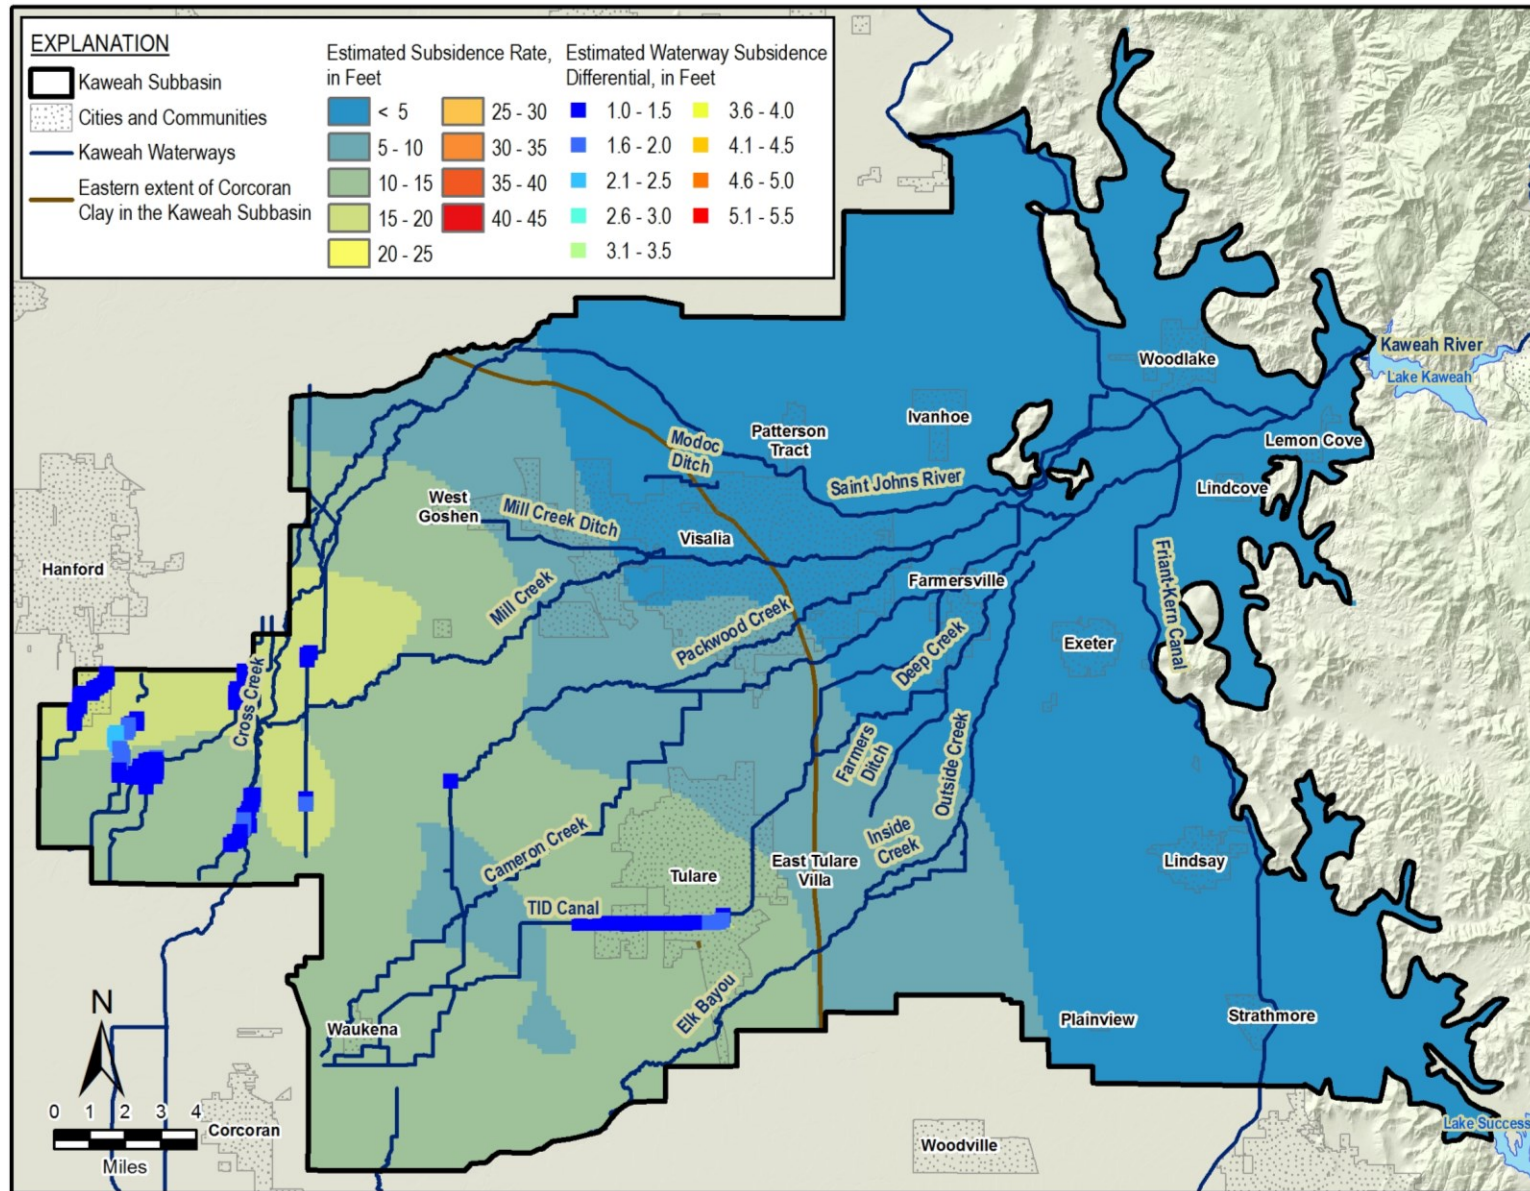 EXPLANATION
Kaweah Subbasin
Cities and Communities
Kaweah Waterways
Eastern extent of Corcoran
Clay in the Kaweah Subbasin
Estimated Subsidence Rate,
in Feet
< 5
5 - 10
10 - 15
15 - 20
20 - 25
25 - 30
30 - 35
35 - 40
40 - 45
Estimated Waterway Subsidence
Differential, in Feet
1.0 - 1.5
1.6 - 2.0
2.1 - 2.5
2.6 - 3.0
3.1 - 3.5
3.6 - 4.0
4.1 - 4.5
4.6 - 5.0
5.1 - 5.5
Kaweah River
Lake Kaweah
Woodlake
Ivanhoe
Patterson
Tract
Lemon Cove
Modoc
Ditch
Saint Johns River
Lindcove
West
Goshen
Mill Creek Ditch
Visalia
Hanford
Mill Creek
Farmersville
Friant-Kern Canal
Packwood Creek
Exeter
Deep Creek
Cross Creek
Farmers
Ditch
Outside Creek
Inside
Creek
Cameron Creek
Tulare
East Tulare
Villa
Lindsay
TID Canal
Elk Bayou
Waukena
Plainview
Strathmore
N
0 1 2 3 4
Miles
Corcoran
Woodville
Lake Success